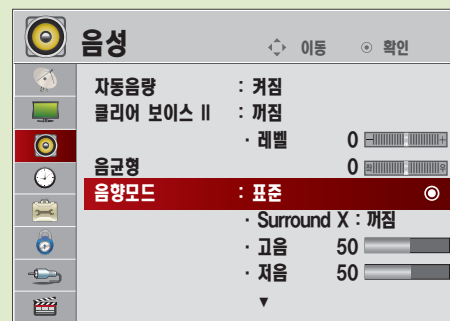 음성 이동 확인
자동음량 : 켜짐
클리어 보이스 II : 꺼짐
· 레벨 0 - +
음균형 0
음향모드 : 표준
· Surround X : 꺼짐
· 고음 50
· 저음 50
▼